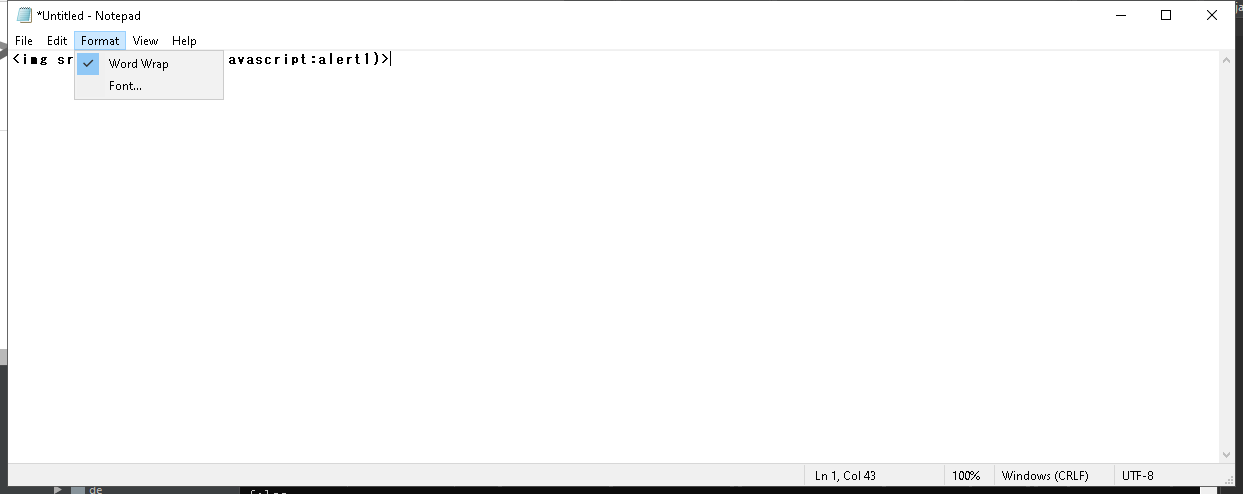 *Untitled - Notepad
File Edit Format View Help
<img sr
avascript:alert1)>
Word Wrap
Font...
Ln 1, Col 43 100% Windows (CRLF) UTF-8
de